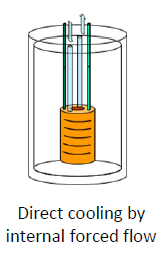 Direct cooling by
internal forced flow